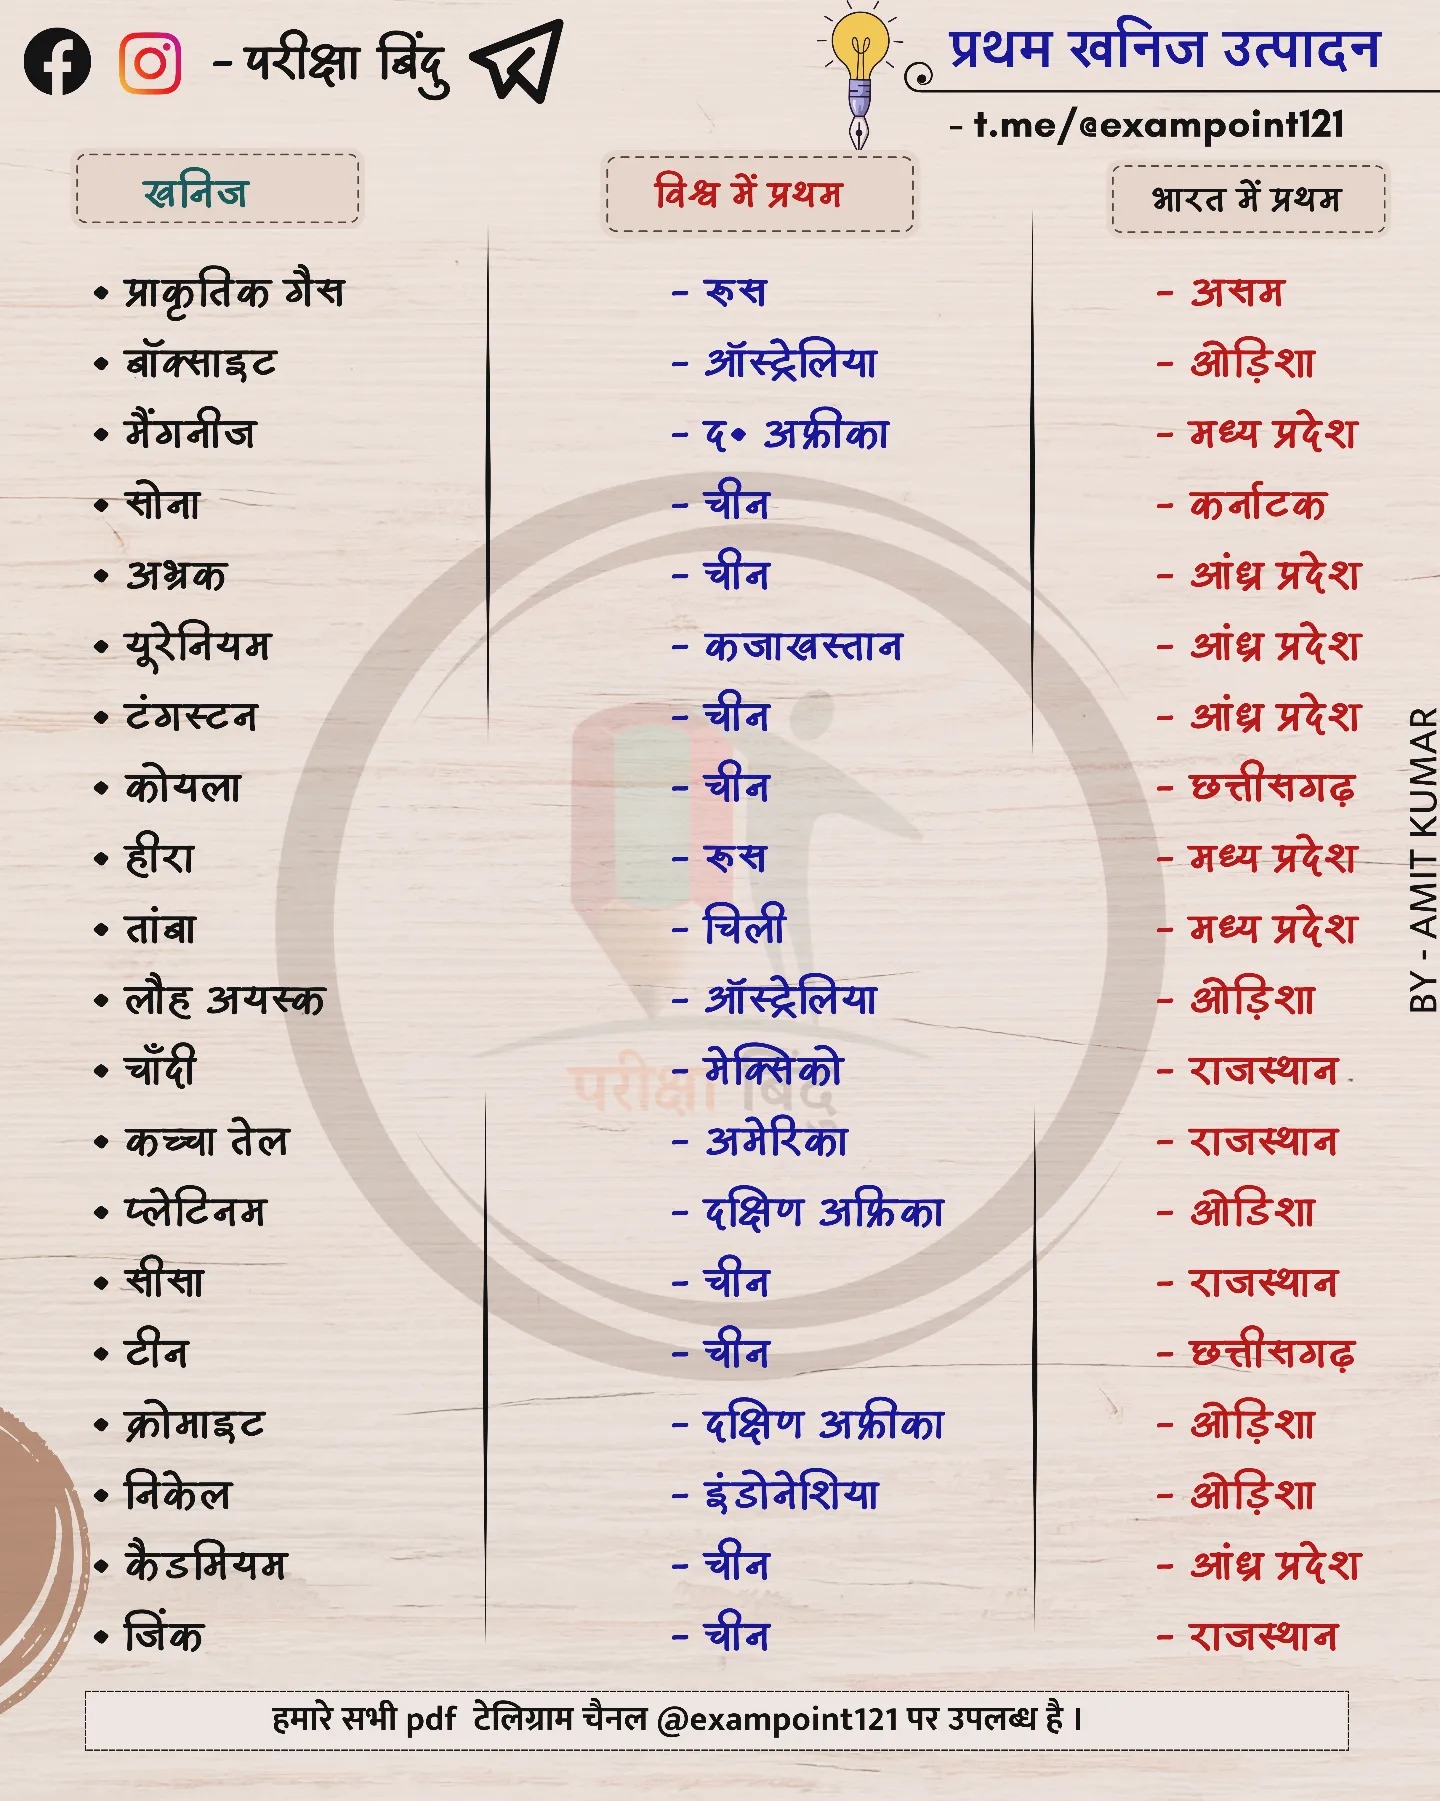 - परीक्षा बिंदु
प्रथम खनिज उत्पादन
- t.me/@exampoint121
खनिज विश्व में प्रथम भारत में प्रथम
• प्राकृतिक गैस - रूस - असम
• बॉक्साइट - ऑस्ट्रेलिया - ओड़िशा
• मैंगनीज - द• अफ्रीका - मध्य प्रदेश
• सोना - चीन - कर्नाटक
• अभ्रक - चीन - आंध्र प्रदेश
• यूरेनियम - कजाखस्तान - आंध्र प्रदेश
• टंगस्टन - चीन - आंध्र प्रदेश
• कोयला - चीन - छत्तीसगढ़
• हीरा - रूस - मध्य प्रदेश
• तांबा - चिली - मध्य प्रदेश
• लौह अयस्क - ऑस्ट्रेलिया - ओड़िशा
• चाँदी - मेक्सिको - राजस्थान
• कच्चा तेल - अमेरिका - राजस्थान
• प्लेटिनम - दक्षिण अफ्रिका - ओडिशा
• सीसा - चीन - राजस्थान
• टीन - चीन - छत्तीसगढ़
• क्रोमाइट - दक्षिण अफ्रीका - ओड़िशा
• निकेल - इंडोनेशिया - ओड़िशा
• कैडमियम - चीन - आंध्र प्रदेश
• जिंक - चीन - राजस्थान
परीक्षा बिंदु
BY - AMIT KUMAR
हमारे सभी pdf टेलिग्राम चैनल @exampoint121 पर उपलब्ध है ।